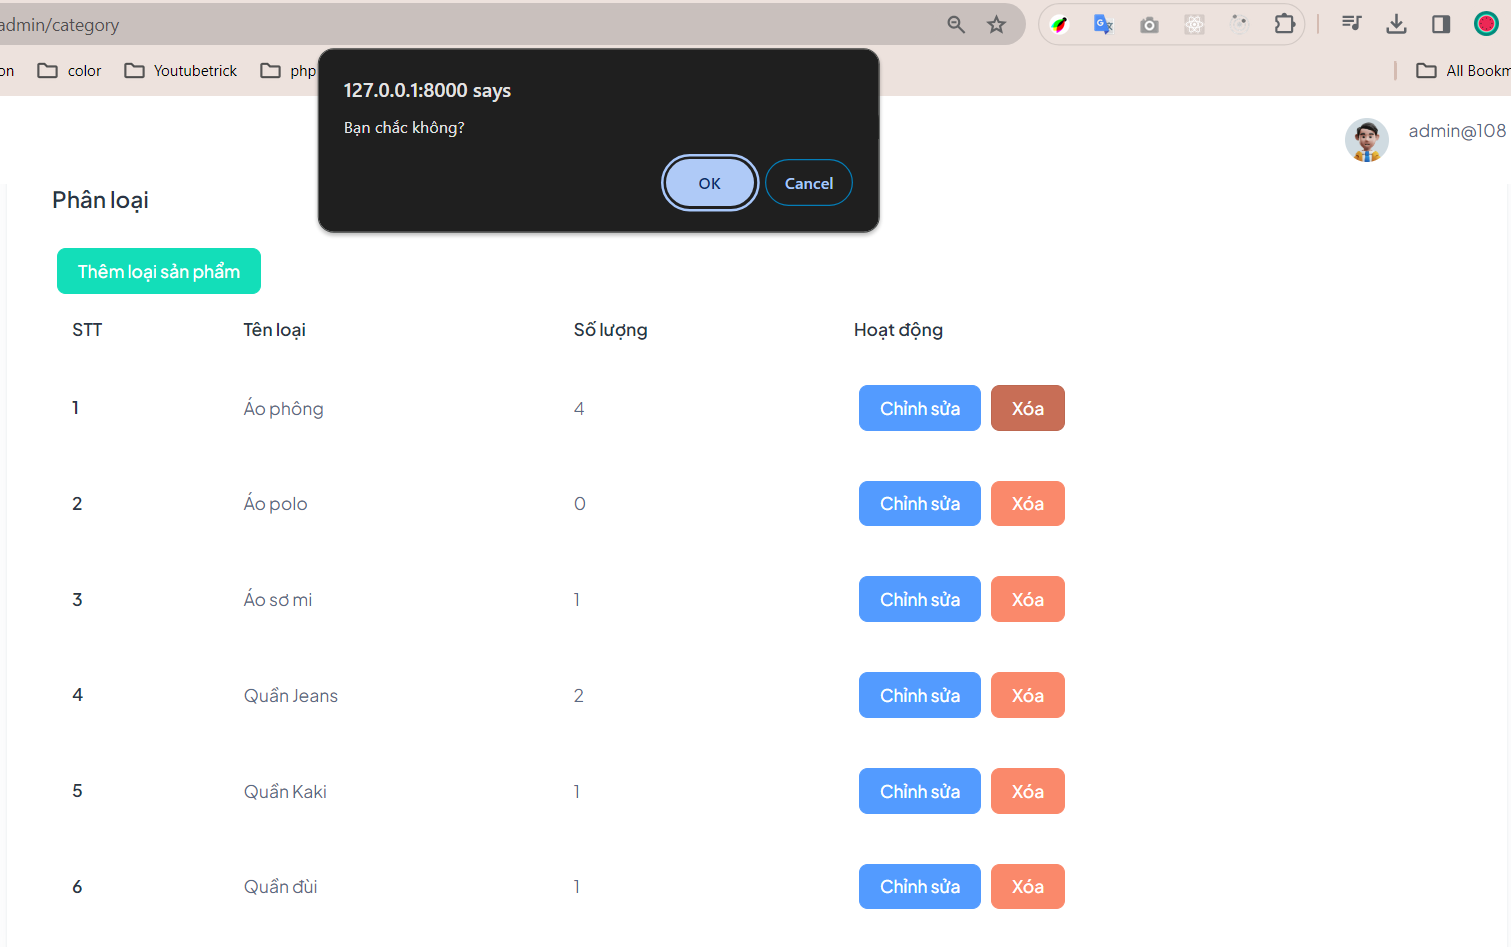 admin/category
on color Youtubetrick php All Bookm
127.0.0.1:8000 says
Bạn chắc không?
OK Cancel
admin@108
Phân loại
Thêm loại sản phẩm
STT Tên loại Số lượng Hoạt động
1 Áo phông 4 Chỉnh sửa Xóa
2 Áo polo 0 Chỉnh sửa Xóa
3 Áo sơ mi 1 Chỉnh sửa Xóa
4 Quần Jeans 2 Chỉnh sửa Xóa
5 Quần Kaki 1 Chỉnh sửa Xóa
6 Quần đùi 1 Chỉnh sửa Xóa